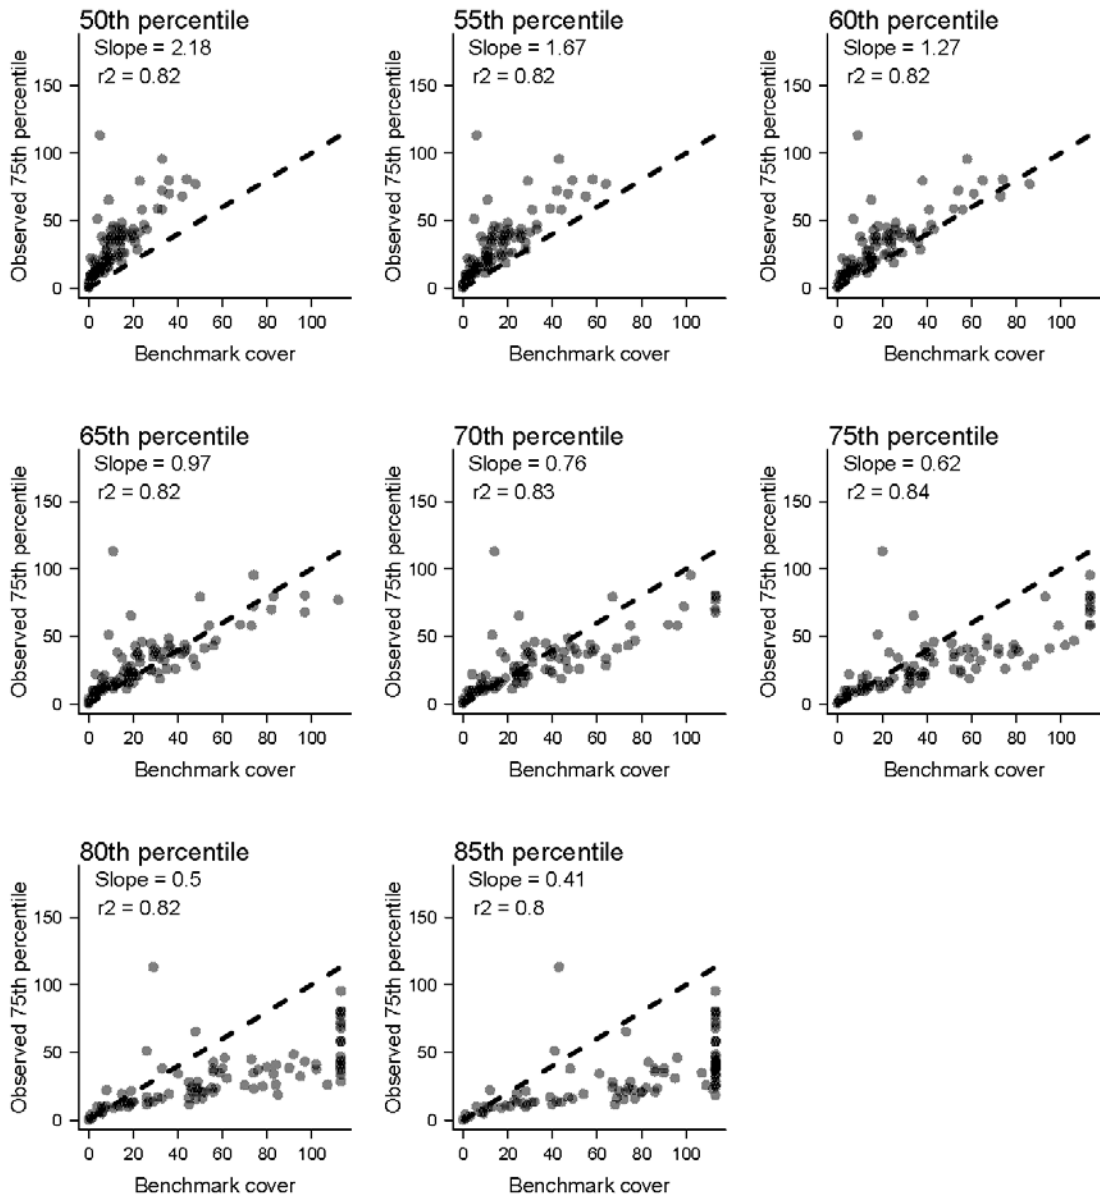 50th percentile
Slope = 2.18
r2 = 0.82
Observed 75th percentile
150
100
50
0
0 20 40 60 80 100
Benchmark cover
55th percentile
Slope = 1.67
r2 = 0.82
Observed 75th percentile
150
100
50
0
0 20 40 60 80 100
Benchmark cover
60th percentile
Slope = 1.27
r2 = 0.82
Observed 75th percentile
150
100
50
0
0 20 40 60 80 100
Benchmark cover
65th percentile
Slope = 0.97
r2 = 0.82
Observed 75th percentile
150
100
50
0
0 20 40 60 80 100
Benchmark cover
70th percentile
Slope = 0.76
r2 = 0.83
Observed 75th percentile
150
100
50
0
0 20 40 60 80 100
Benchmark cover
75th percentile
Slope = 0.62
r2 = 0.84
Observed 75th percentile
150
100
50
0
0 20 40 60 80 100
Benchmark cover
80th percentile
Slope = 0.5
r2 = 0.82
Observed 75th percentile
150
100
50
0
0 20 40 60 80 100
Benchmark cover
85th percentile
Slope = 0.41
r2 = 0.8
Observed 75th percentile
150
100
50
0
0 20 40 60 80 100
Benchmark cover